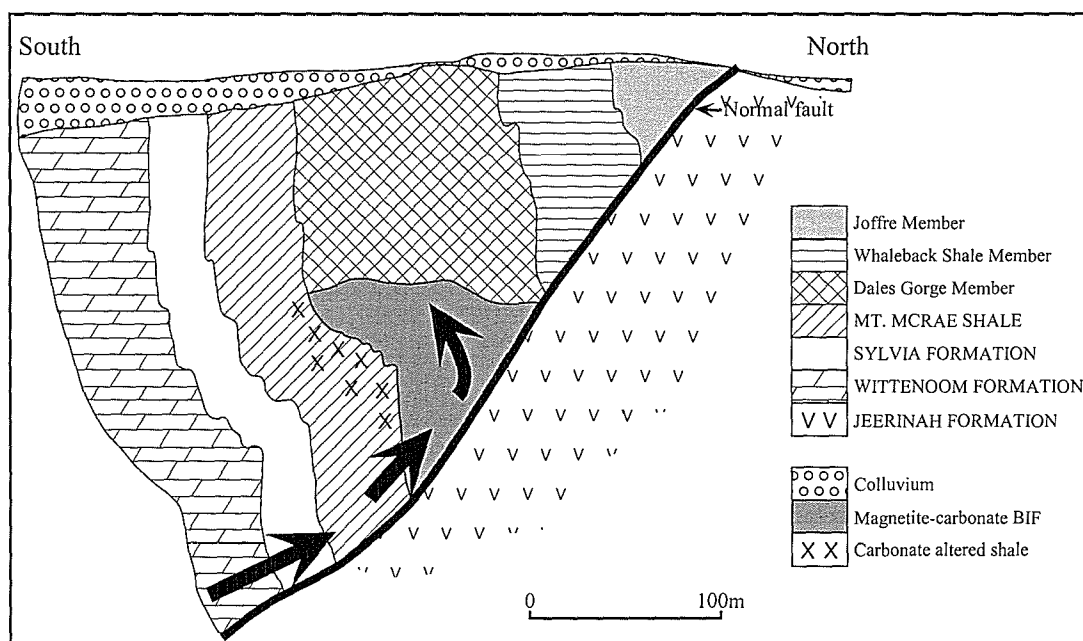 South
North
Normal fault
Joffre Member
Whaleback Shale Member
Dales Gorge Member
MT. MCRAE SHALE
SYLVIA FORMATION
WITTENOOM FORMATION
V V JEERINAH FORMATION
Colluvium
Magnetite-carbonate BIF
X X Carbonate altered shale
0 100m